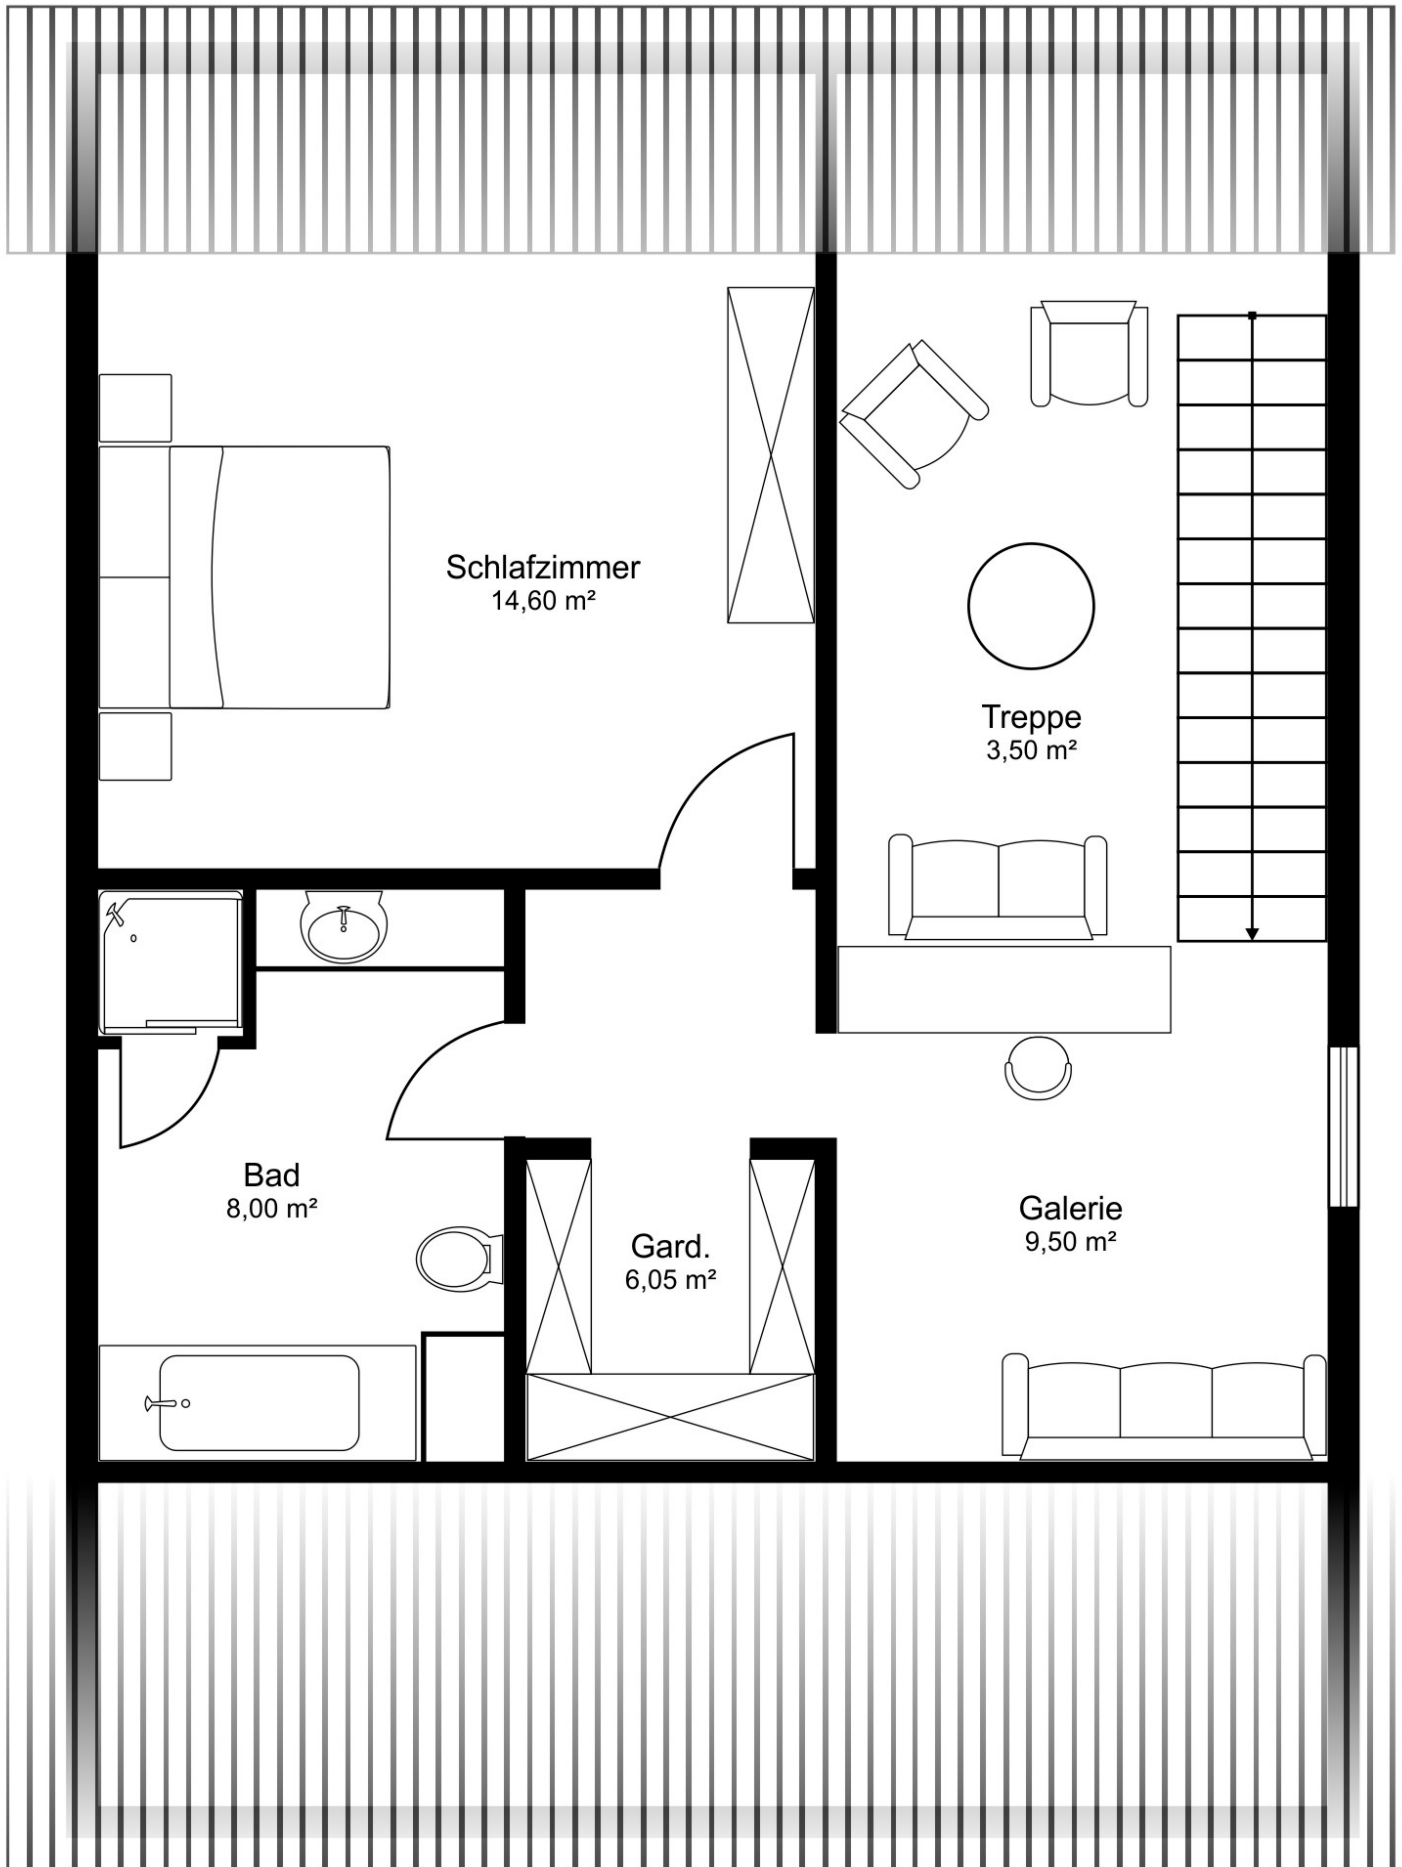 Schlafzimmer
14,60 m²
Treppe
3,50 m²
Bad
8,00 m²
Gard.
6,05 m²
Galerie
9,50 m²